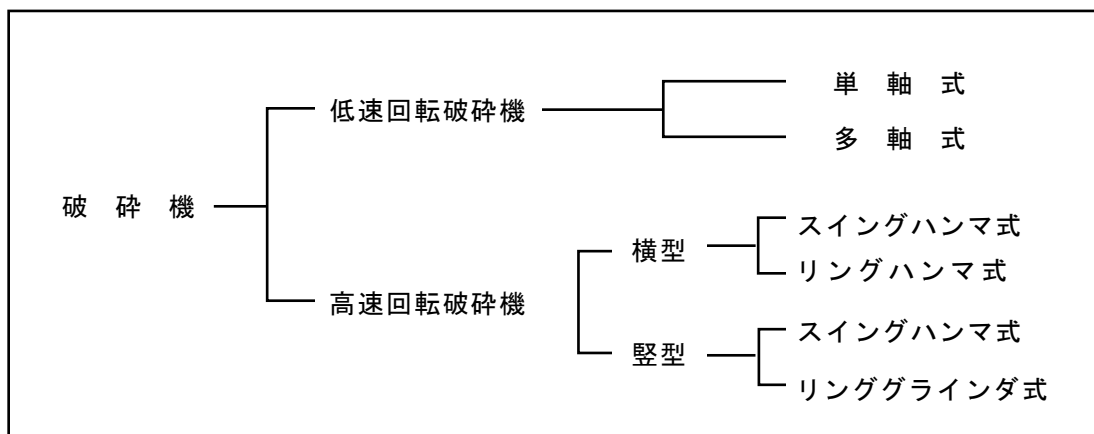 単軸式
低速回転破砕機
多軸式
破砕機
スイングハンマ式
横型
リングハンマ式
高速回転破砕機
スイングハンマ式
竪型
リンググラインダ式